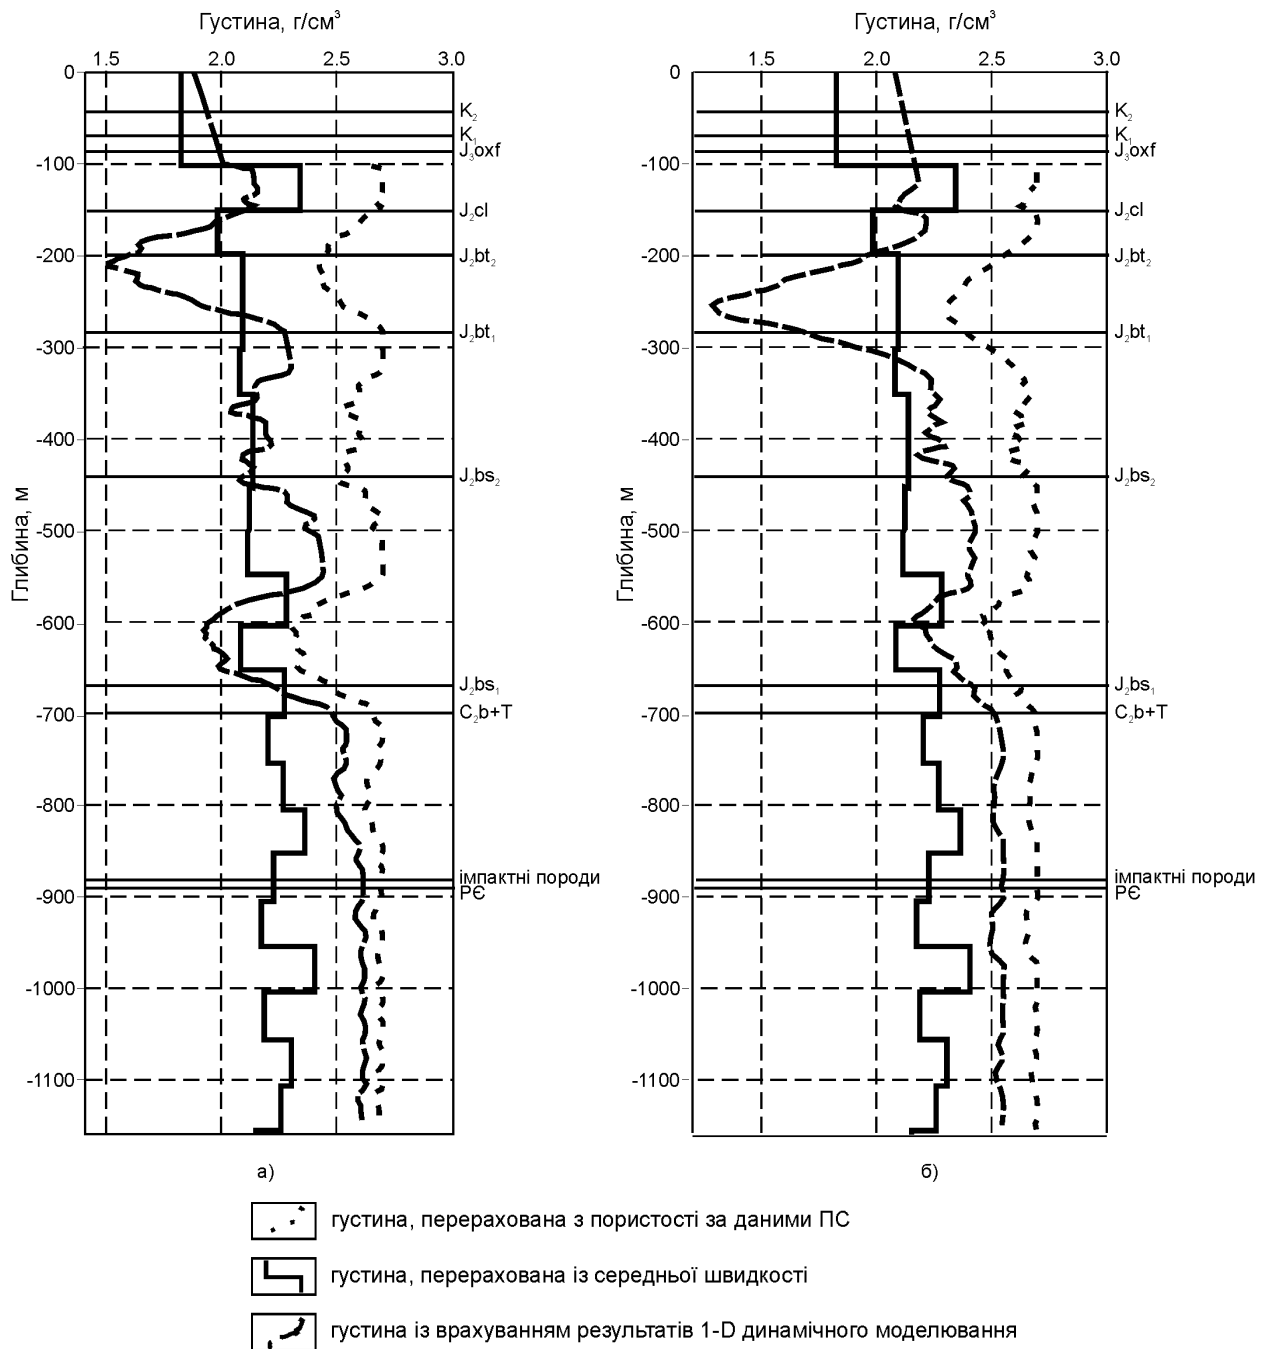 Густина, г/см³
1.5 2.0 2.5 3.0
0
K₂
K₁
J₃oxf
-100
J₂cl
-200
J₂bt₂
J₂bt₁
-300
-400
J₂bs₂
-500
-600
J₂bs₁
-700
C₂b+T
-800
імпактні породи
-900
РЄ
-1000
-1100
Глибина, м
а)
Густина, г/см³
1.5 2.0 2.5 3.0
0
K₂
K₁
J₃oxf
-100
J₂cl
-200
J₂bt₂
J₂bt₁
-300
-400
J₂bs₂
-500
-600
J₂bs₁
-700
C₂b+T
-800
імпактні породи
-900
РЄ
-1000
-1100
Глибина, м
б)
густина, перерахована з пористості за даними ПС
густина, перерахована із середньої швидкості
густина із врахуванням результатів 1-D динамічного моделювання